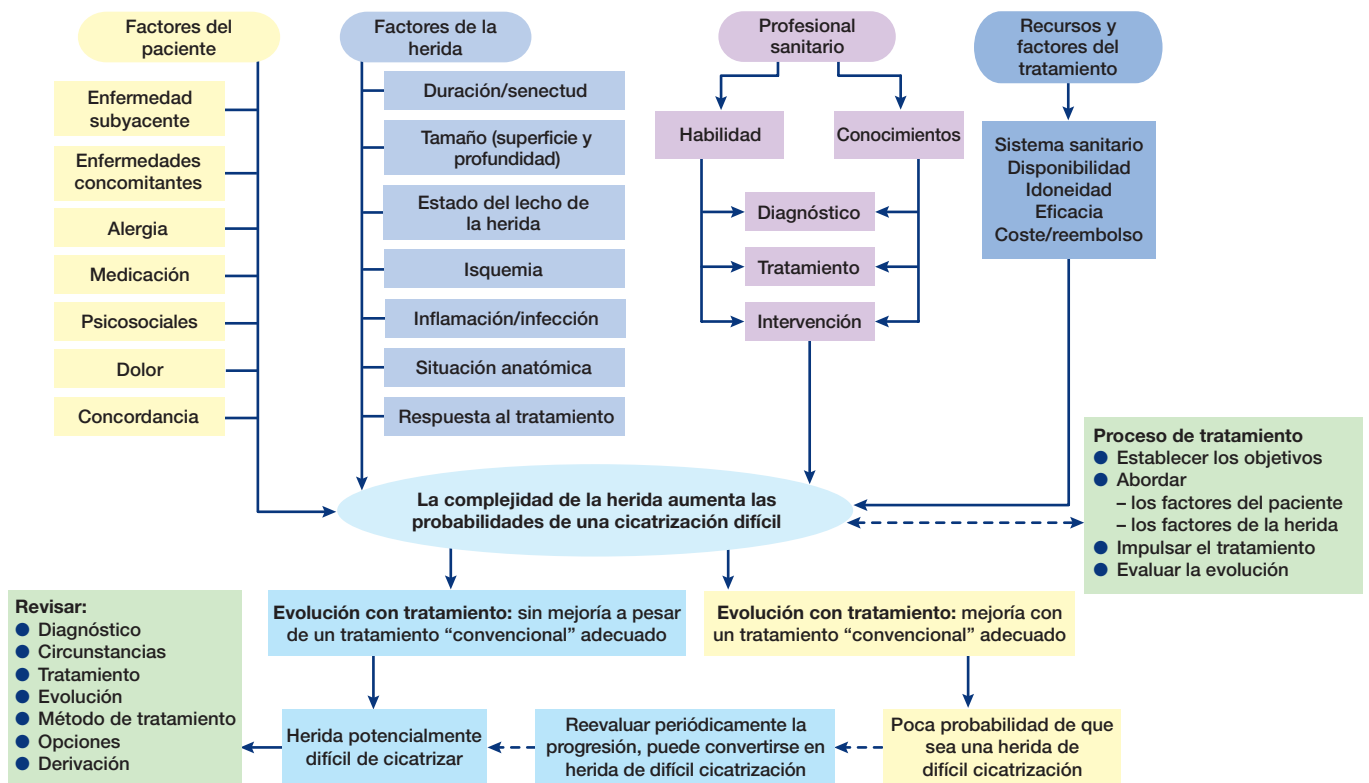 Factores del
paciente
Enfermedad
subyacente
Enfermedades
concomitantes
Alergia
Medicación
Psicosociales
Dolor
Concordancia
Factores de la
herida
Duración/senectud
Tamaño (superficie y
profundidad)
Estado del lecho de
la herida
Isquemia
Inflamación/infección
Situación anatómica
Respuesta al tratamiento
Profesional
sanitario
Habilidad
Conocimientos
Diagnóstico
Tratamiento
Intervención
Recursos y
factores del
tratamiento
Sistema sanitario
Disponibilidad
Idoneidad
Eficacia
Coste/reembolso
La complejidad de la herida aumenta las
probabilidades de una cicatrización difícil
Proceso de tratamiento
● Establecer los objetivos
● Abordar
– los factores del paciente
– los factores de la herida
● Impulsar el tratamiento
● Evaluar la evolución
Evolución con tratamiento: sin mejoría a pesar
de un tratamiento “convencional” adecuado
Evolución con tratamiento: mejoría con
un tratamiento “convencional” adecuado
Revisar:
● Diagnóstico
● Circunstancias
● Tratamiento
● Evolución
● Método de tratamiento
● Opciones
● Derivación
Herida potencialmente
difícil de cicatrizar
Reevaluar periódicamente la
progresión, puede convertirse en
herida de difícil cicatrización
Poca probabilidad de que
sea una herida de
difícil cicatrización